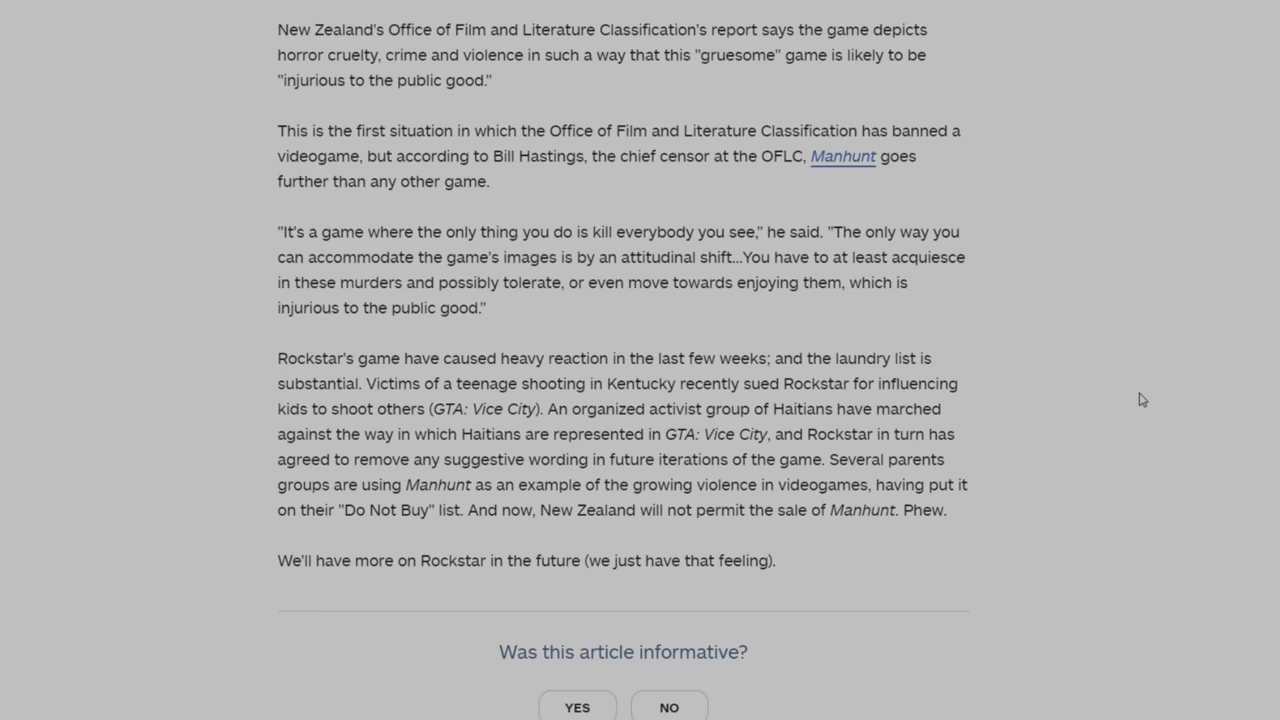 New Zealand's Office of Film and Literature Classification's report says the game depicts
horror cruelty, crime and violence in such a way that this "gruesome" game is likely to be
"injurious to the public good."
This is the first situation in which the Office of Film and Literature Classification has banned a
videogame, but according to Bill Hastings, the chief censor at the OFLC, Manhunt goes
further than any other game.
"It's a game where the only thing you do is kill everybody you see," he said. "The only way you
can accommodate the game's images is by an attitudinal shift...You have to at least acquiesce
in these murders and possibly tolerate, or even move towards enjoying them, which is
injurious to the public good."
Rockstar's game have caused heavy reaction in the last few weeks; and the laundry list is
substantial. Victims of a teenage shooting in Kentucky recently sued Rockstar for influencing
kids to shoot others (GTA: Vice City). An organized activist group of Haitians have marched
against the way in which Haitians are represented in GTA: Vice City, and Rockstar in turn has
agreed to remove any suggestive wording in future iterations of the game. Several parents
groups are using Manhunt as an example of the growing violence in videogames, having put it
on their "Do Not Buy" list. And now, New Zealand will not permit the sale of Manhunt. Phew.
We'll have more on Rockstar in the future (we just have that feeling).
Was this article informative?
YES NO